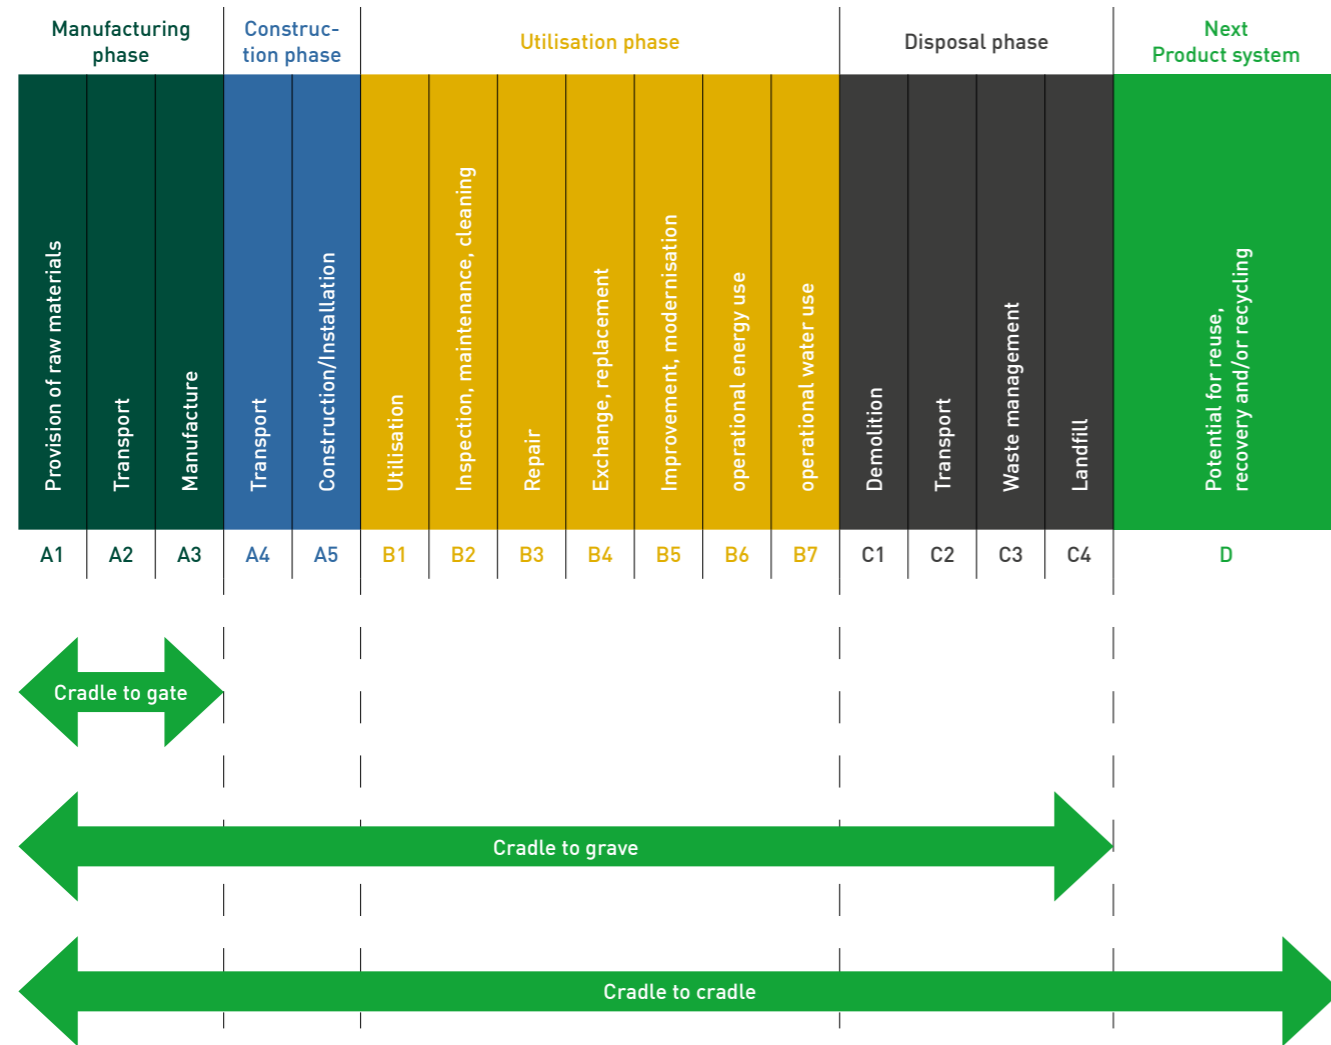 Manufacturing
phase
Construc-
tion phase
Utilisation phase
Disposal phase
Next
Product system
Provision of raw materials
Transport
Manufacture
Transport
Construction/Installation
Utilisation
Inspection, maintenance, cleaning
Repair
Exchange, replacement
Improvement, modernisation
operational energy use
operational water use
Demolition
Transport
Waste management
Landfill
Potential for reuse,
recovery and/or recycling
A1
A2
A3
A4
A5
B1
B2
B3
B4
B5
B6
B7
C1
C2
C3
C4
D
Cradle to gate
Cradle to grave
Cradle to cradle